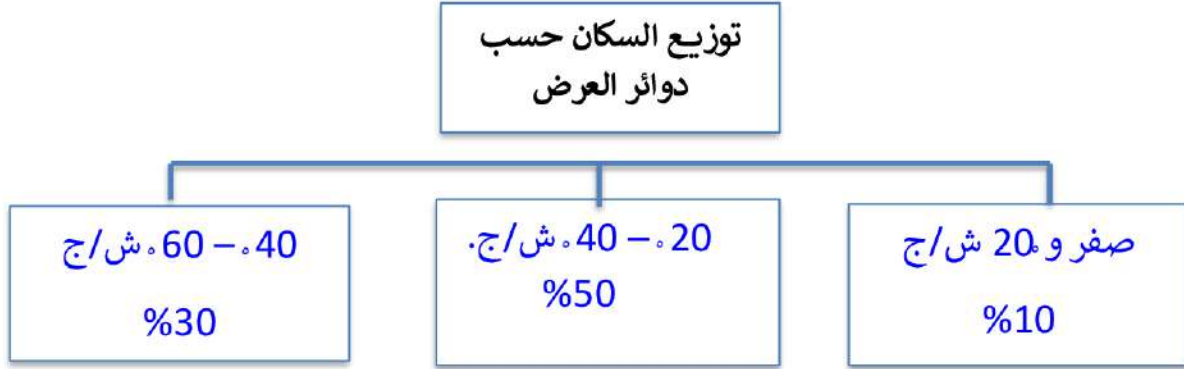 توزيع السكان حسب
دوائر العرض
صفر و 20° ش/ج
%10
20° – 40° ش/ج.
%50
40° – 60° ش/ج
%30